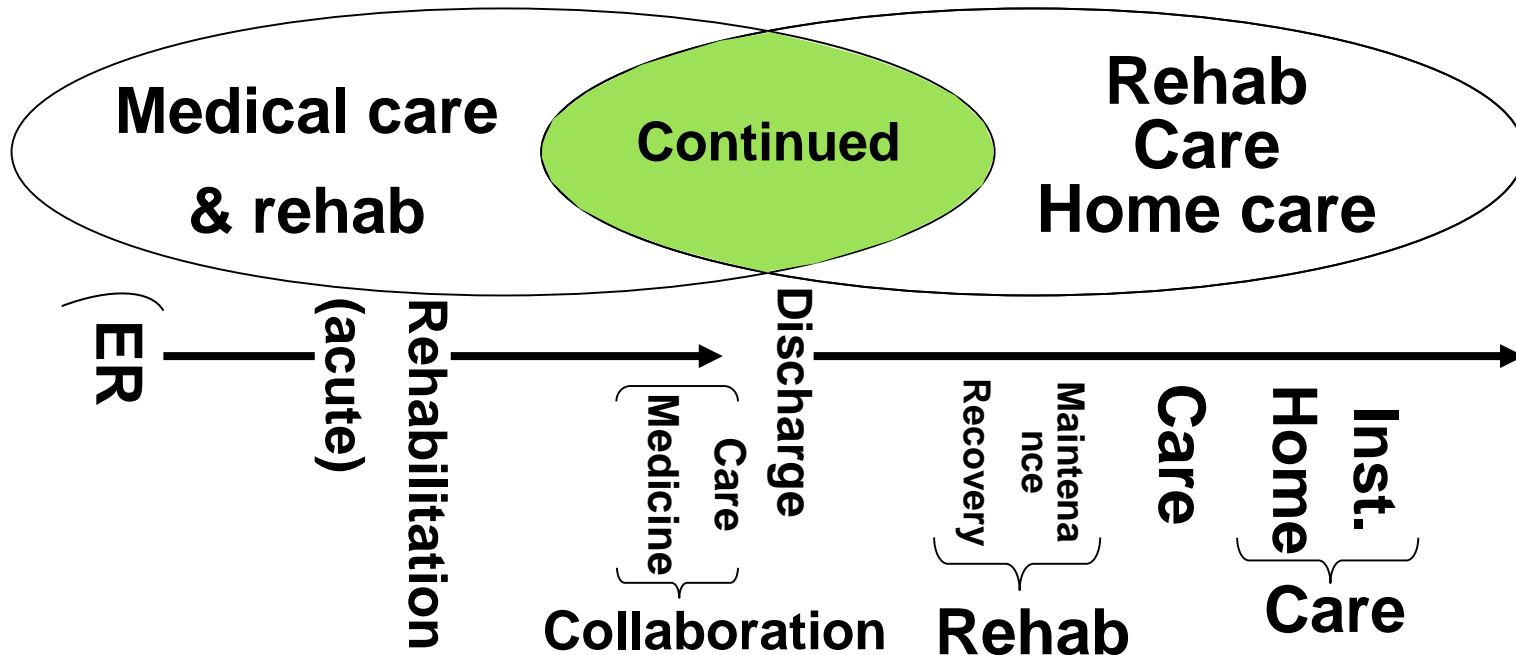 Medical care
& rehab
Continued
Rehab
Care
Home care
ER
(acute)
Rehabilitation
Medicine
Care
Collaboration
Discharge
Recovery
Maintena
nce
Rehab
Care
Home
Inst.
Care